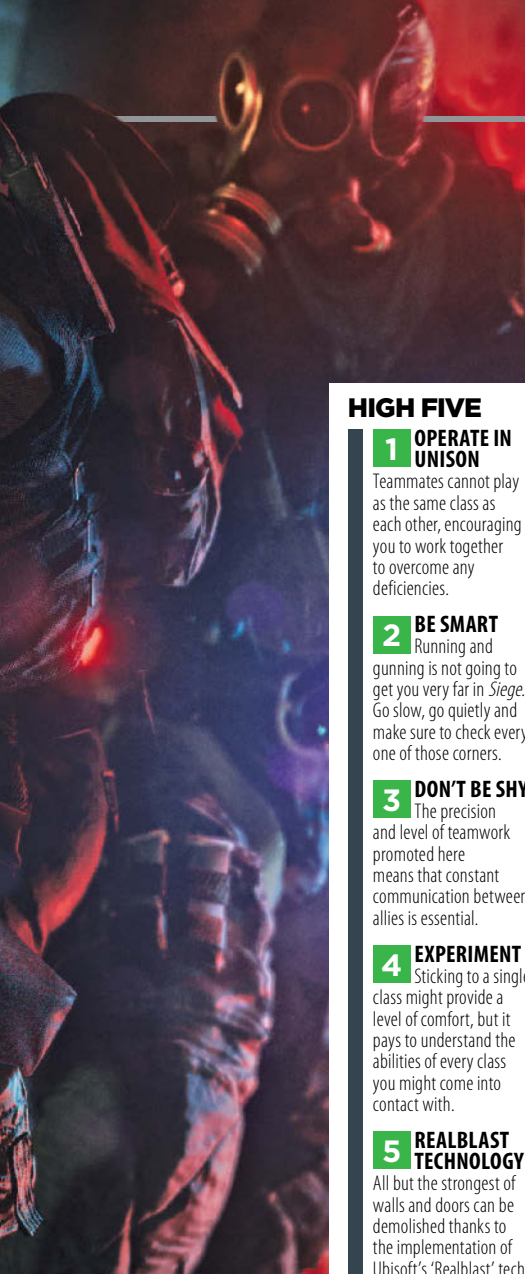 HIGH FIVE
1 OPERATE IN
UNISON
Teammates cannot play
as the same class as
each other, encouraging
you to work together
to overcome any
deficiencies.
2 BE SMART
Running and
gunning is not going to
get you very far in Siege.
Go slow, go quietly and
make sure to check every
one of those corners.
3 DON'T BE SHY
The precision
and level of teamwork
promoted here
means that constant
communication between
allies is essential.
4 EXPERIMENT
Sticking to a single
class might provide a
level of comfort, but it
pays to understand the
abilities of every class
you might come into
contact with.
5 REALBLAST
TECHNOLOGY
All but the strongest of
walls and doors can be
demolished thanks to
the implementation of
Ubisoft's 'Realblast' tech